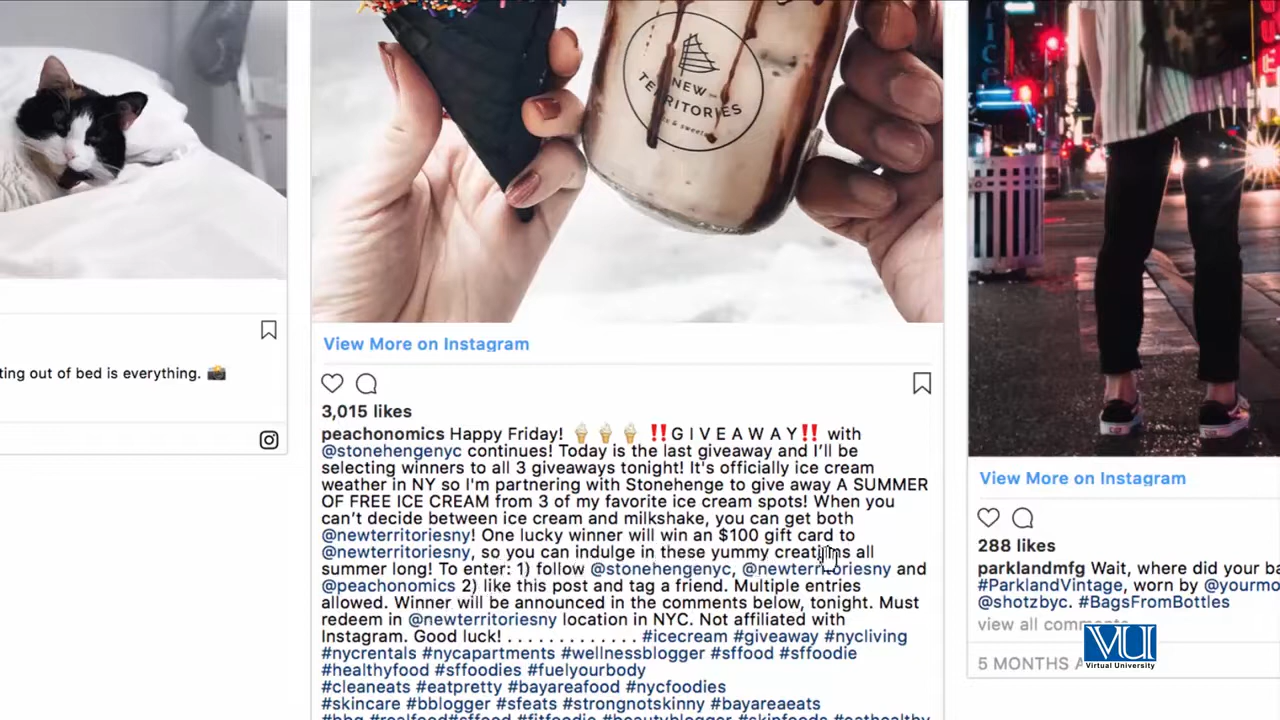 NEW
TERRITORIES
ting out of bed is everything. 📸
View More on Instagram
3,015 likes
peachonomics Happy Friday! 🍦 🍦 🍦 ‼️G I V E A W A Y‼️ with
@stonehengenyc continues! Today is the last giveaway and I’ll be
selecting winners to all 3 giveaways tonight! It's officially ice cream
weather in NY so I'm partnering with Stonehenge to give away A SUMMER
OF FREE ICE CREAM from 3 of my favorite ice cream spots! When you
can’t decide between ice cream and milkshake, you can get both
@newterritoriesny! One lucky winner will win an $100 gift card to
@newterritoriesny, so you can indulge in these yummy creations all
summer long! To enter: 1) follow @stonehengenyc, @newterritoriesny and
@peachonomics 2) like this post and tag a friend. Multiple entries
allowed. Winner will be announced in the comments below, tonight. Must
redeem in @newterritoriesny location in NYC. Not affiliated with
Instagram. Good luck! . . . . . . . . . . . . . #icecream #giveaway #nycliving
#nycrentals #nycapartments #wellnessblogger #sffood #sffoodie
#healthyfood #sffoodies #fuelyourbody
#cleaneats #eatpretty #bayareafood #nycfoodies
#skincare #bblogger #sfeats #strongnotskinny #bayareaeats
#bbg #realfood#sffood #fitfoodie #beautyblogger #skinfoods #eathealthy
View More on Instagram
288 likes
parklandmfg Wait, where did your ba
#ParklandVintage, worn by @yourmo
@shotzbyc. #BagsFromBottles
view all comments
5 MONTHS A
VU
Virtual University